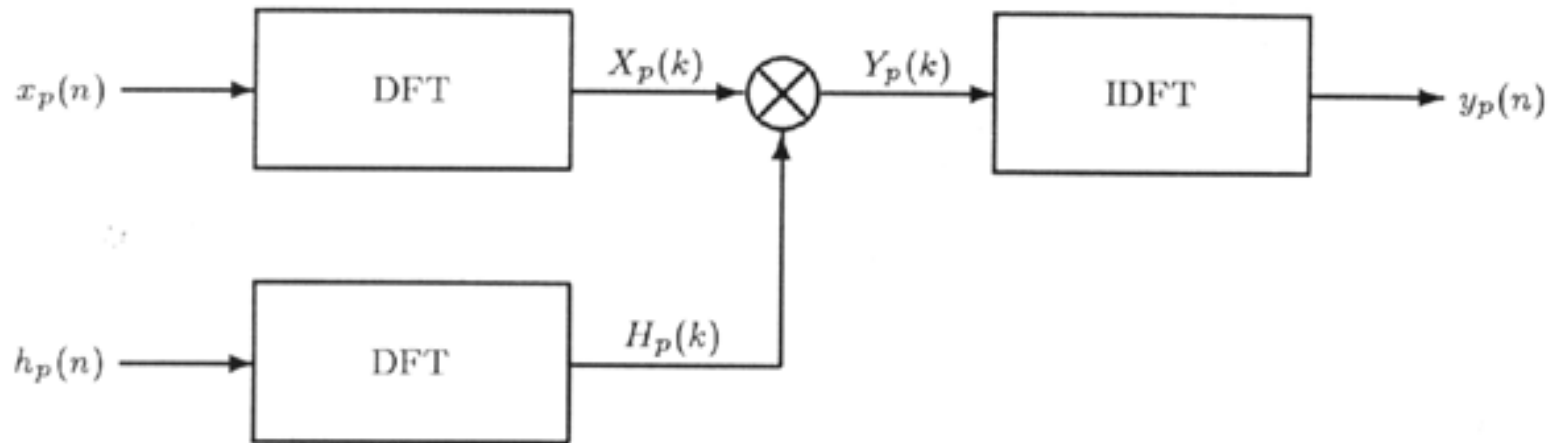 x_p(n)
DFT
X_p(k)
Y_p(k)
IDFT
y_p(n)
h_p(n)
DFT
H_p(k)